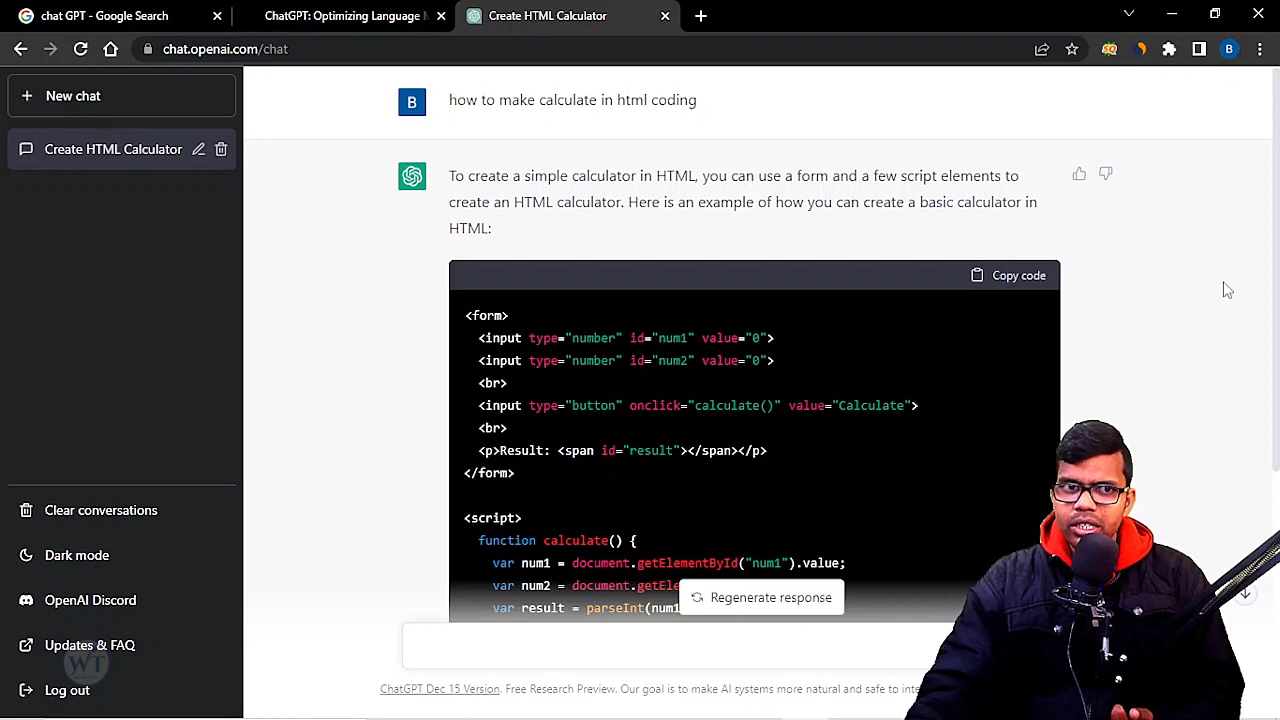 chat GPT - Google Search
ChatGPT: Optimizing Language
Create HTML Calculator
chat.openai.com/chat
B
New chat
Create HTML Calculator
Clear conversations
Dark mode
OpenAI Discord
Updates & FAQ
WT
Log out
B
how to make calculate in html coding
To create a simple calculator in HTML, you can use a form and a few script elements to
create an HTML calculator. Here is an example of how you can create a basic calculator in
HTML:
Copy code
<form>
<input type="number" id="num1" value="0">
<input type="number" id="num2" value="0">
<br>
<input type="button" onclick="calculate()" value="Calculate">
<br>
<p>Result: <span id="result"></span></p>
</form>
<script>
function calculate() {
var num1 = document.getElementById("num1").value;
var num2 = document.getEle
var result = parseInt(num1
Regenerate response
ChatGPT Dec 15 Version. Free Research Preview. Our goal is to make AI systems more natural and safe to